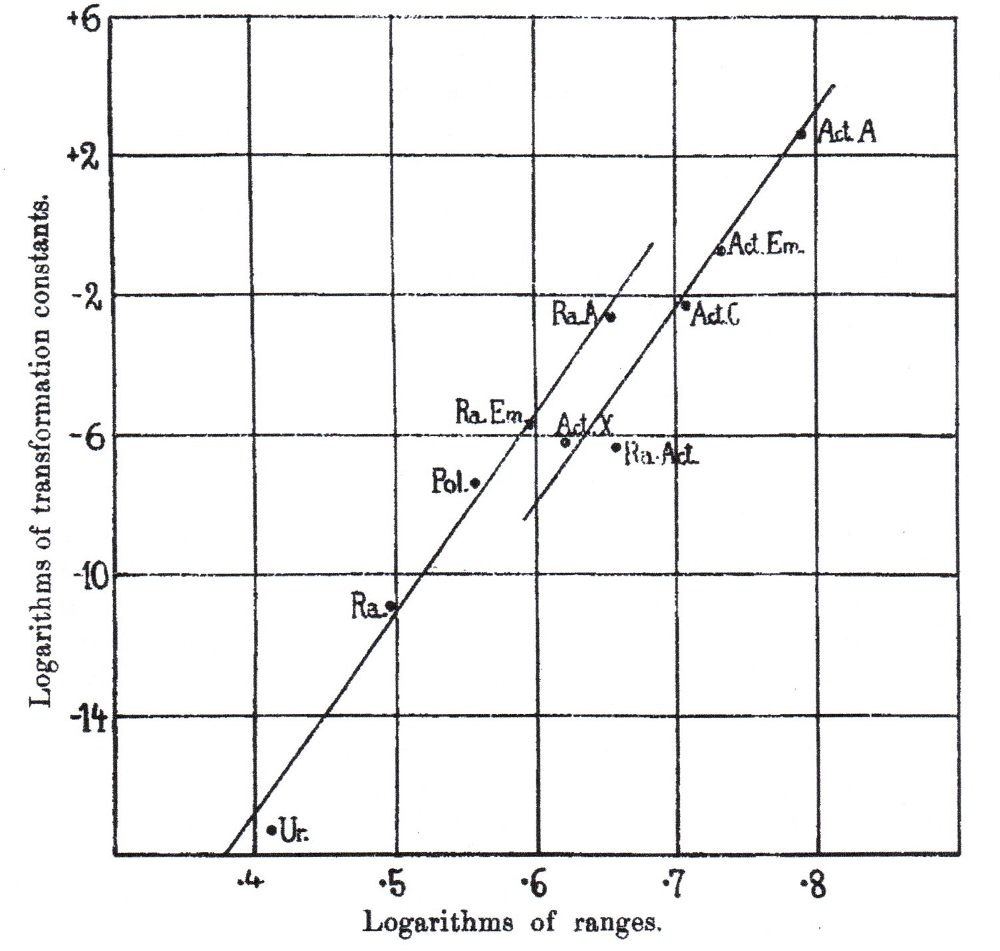 +6
+2
-2
-6
-10
-14
Logarithms of transformation constants.
Act. A
Act. Em.
Ra. A
Act. C
Ra. Em.
Act. X
Ra. Act.
Pol.
Ra.
Ur.
·4
·5
·6
·7
·8
Logarithms of ranges.